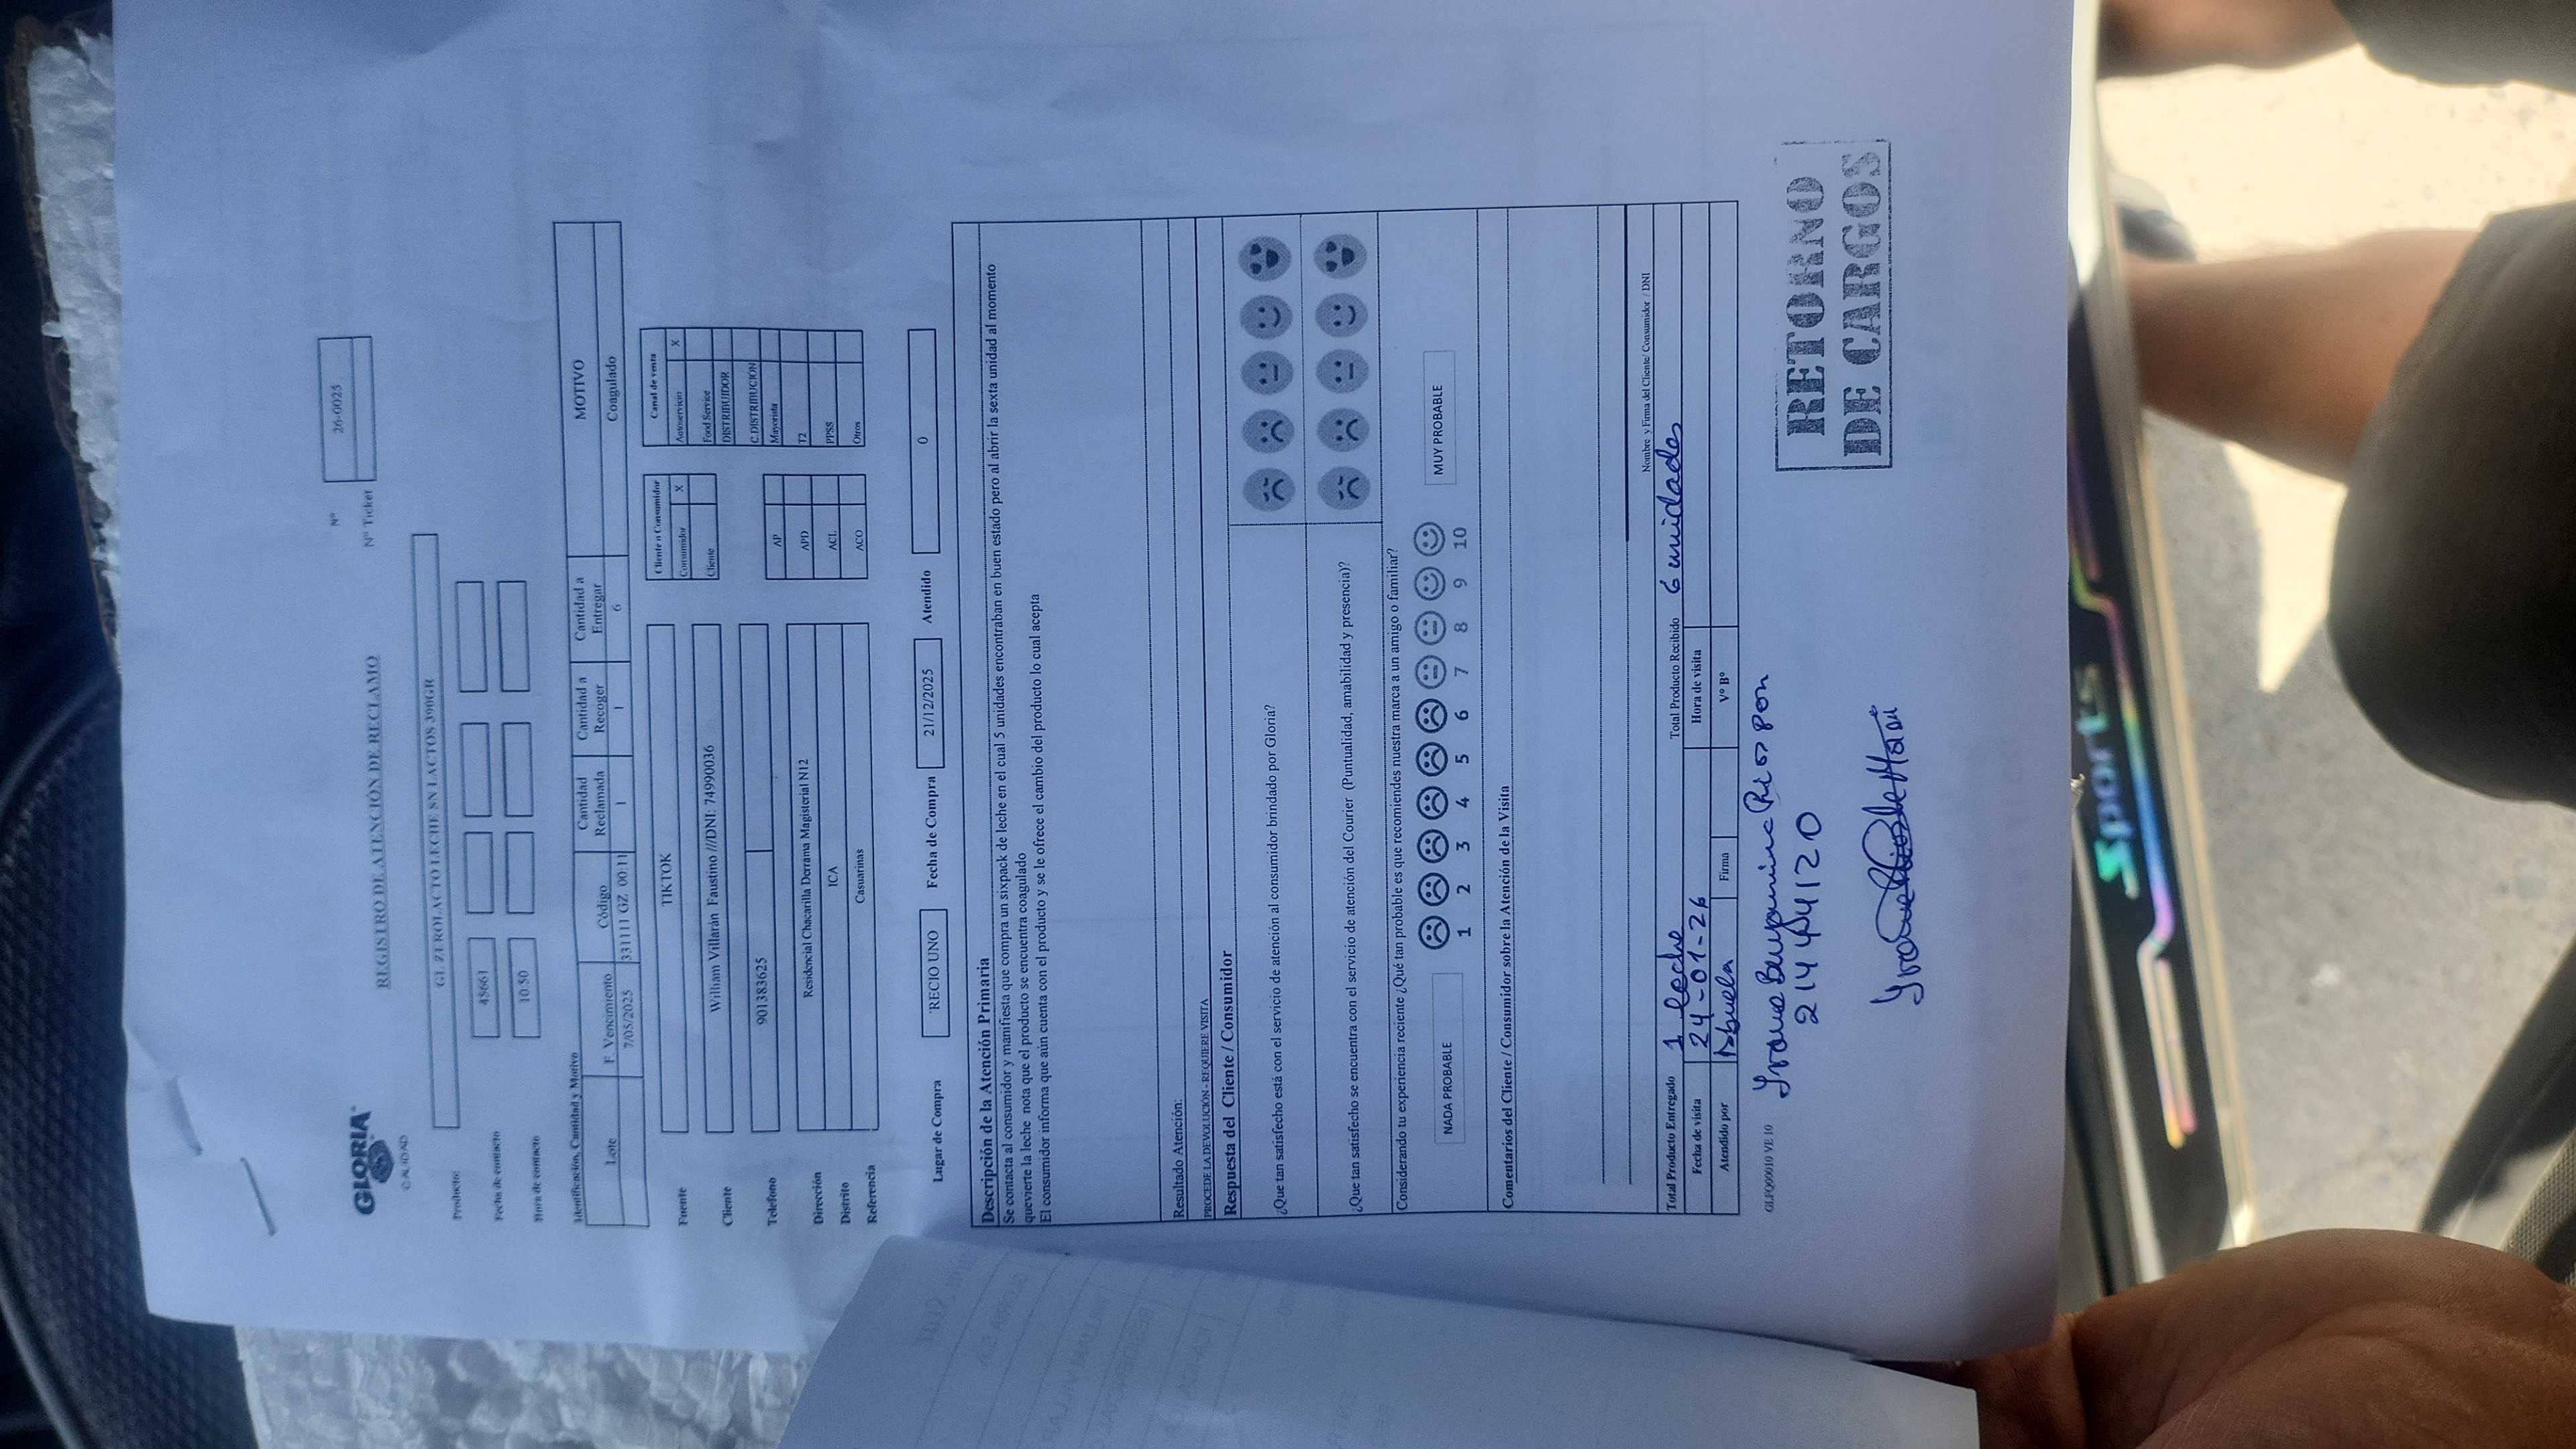 GLORIA
CALIDAD
Nº 26-0025
Nº Ticket
REGISTRO DE ATENCIÓN DE RECLAMO
Producto: GL ZEROLACTO LECHE SN LACTOS 390GR
Fecha de contacto 45661
Hora de contacto 10:50
Identificación, Cantidad y Motivo
Lote F. Vencimiento Código Cantidad Reclamada Cantidad a Recoger Cantidad a Entregar MOTIVO
7/05/2025 33111 GZ 00:11 1 1 6 Coagulado
Fuente TIKTOK
Cliente William Villarán Faustino ///DNI: 74990036
Telefono 901383625
Dirección Residencial Chacarilla Derrama Magisterial N12
Distrito ICA
Referencia Casuarinas
Cliente o Consumidor
Consumidor X
Cliente
AP
APD
ACL
ACO
Canal de venta
Autoservicio X
Food Service
DISTRIBUIDOR
C.DISTRIBUCION
Mayorista
T2
PPSS
Otros
Lugar de Compra RECIO UNO Fecha de Compra 21/12/2025 Atendido 0
Descripción de la Atención Primaria
Se contacta al consumidor y manifiesta que compra un sixpack de leche en el cual 5 unidades encontraban en buen estado pero al abrir la sexta unidad al momento
quevierte la leche nota que el producto se encuentra coagulado
El consumidor informa que aún cuenta con el producto y se le ofrece el cambio del producto lo cual acepta
Resultado Atención:
PROCEDE LA DEVOLUCIÓN - REQUIERE VISITA
Respuesta del Cliente / Consumidor
¿Que tan satisfecho está con el servicio de atención al consumidor brindado por Gloria?
¿Que tan satisfecho se encuentra con el servicio de atención del Courier (Puntualidad, amabilidad y presencia)?
Considerando tu experiencia reciente ¿Qué tan probable es que recomiendes nuestra marca a un amigo o familiar?
NADA PROBABLE 1 2 3 4 5 6 7 8 9 10 MUY PROBABLE
Comentarios del Cliente / Consumidor sobre la Atención de la Visita
Nombre y Firma del Cliente/ Consumidor / DNI
Total Producto Entregado 1 leche Total Producto Recibido 6 unidades
Fecha de visita 24-01-26 Hora de visita
Atendido por Abuela Firma Vº Bº
GLFQ0010 VE 10
RETORNO
DE CARGOS
Sports